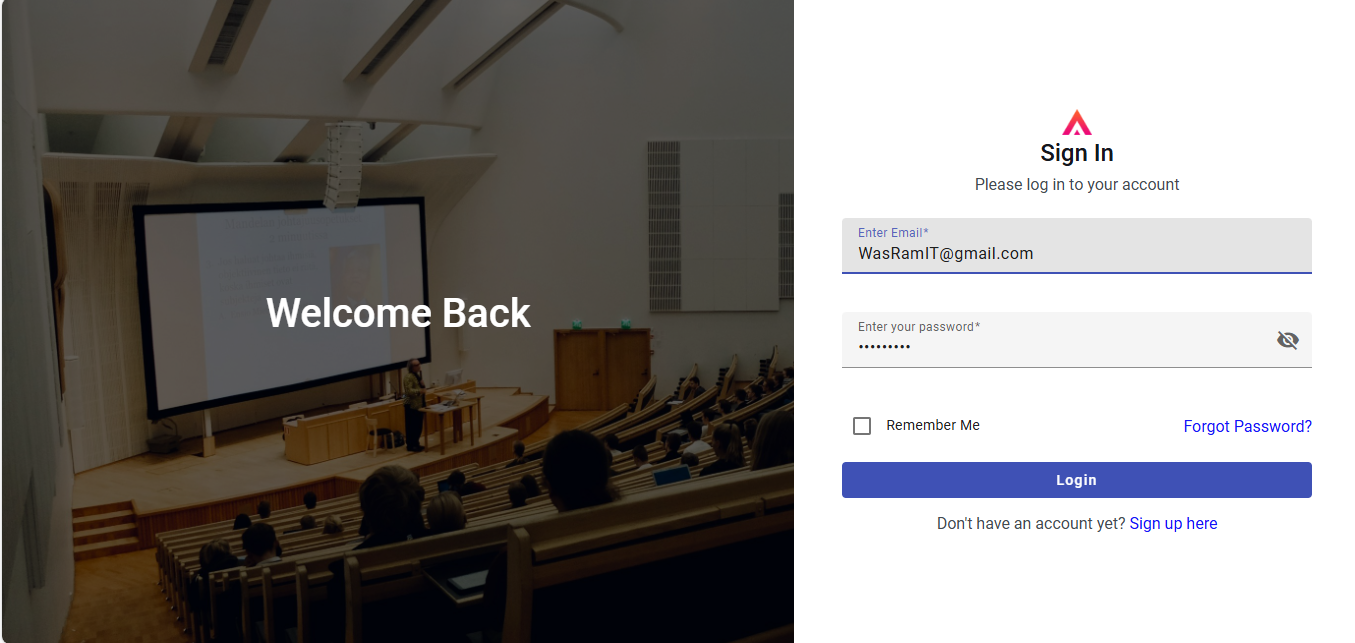 Welcome Back
Sign In
Please log in to your account
Enter Email*
WasRamIT@gmail.com
Enter your password*
•••••••••
Remember Me
Forgot Password?
Login
Don't have an account yet? Sign up here